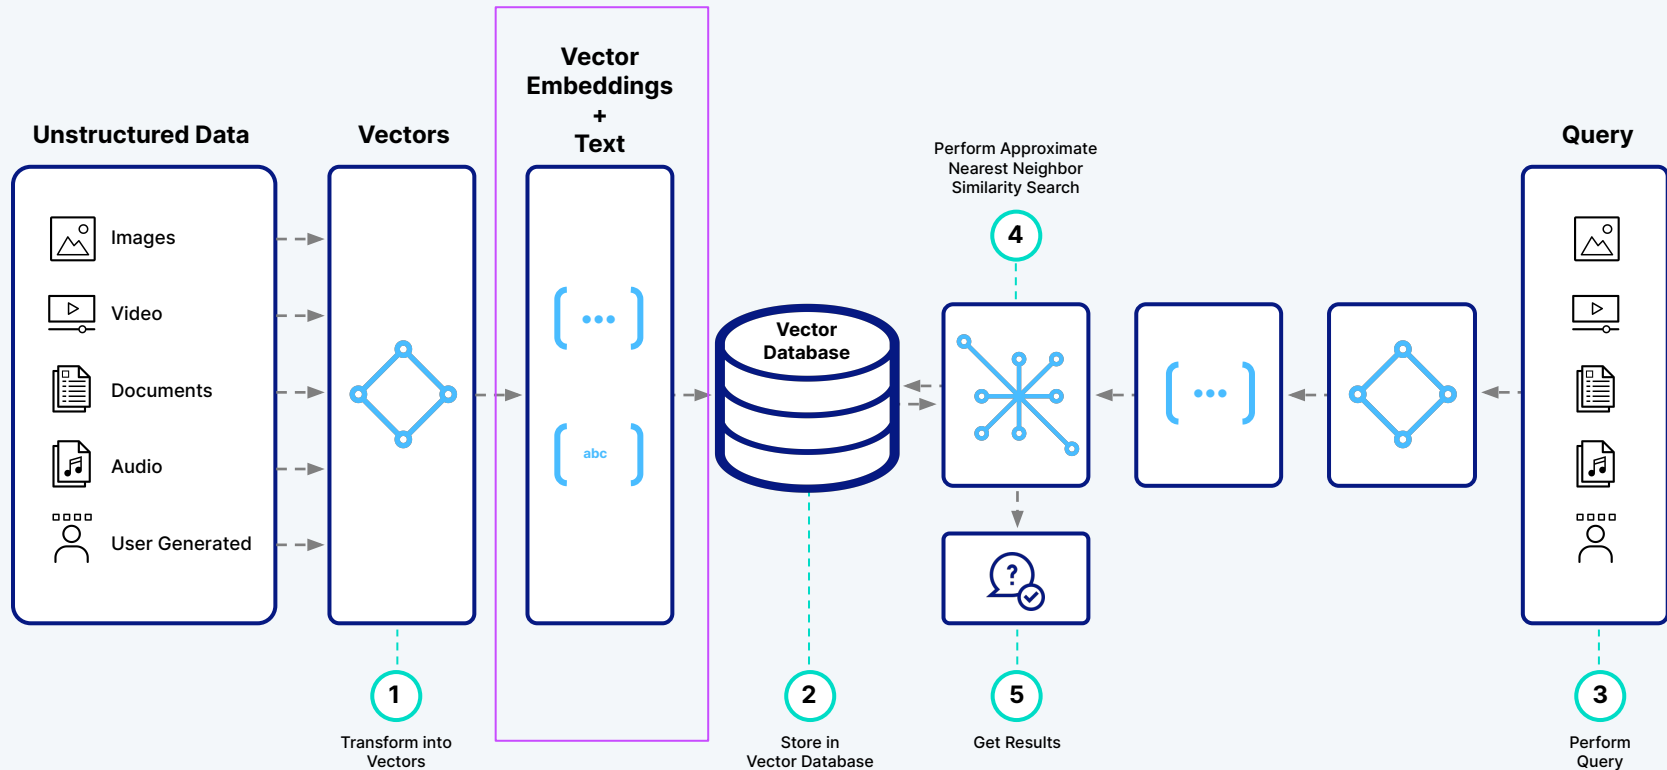 Unstructured Data
Images
Video
Documents
Audio
User Generated
Vectors
1
Transform into
Vectors
Vector
Embeddings
+
Text
abc
Vector
Database
2
Store in
Vector Database
Perform Approximate
Nearest Neighbor
Similarity Search
4
?
5
Get Results
Query
3
Perform
Query